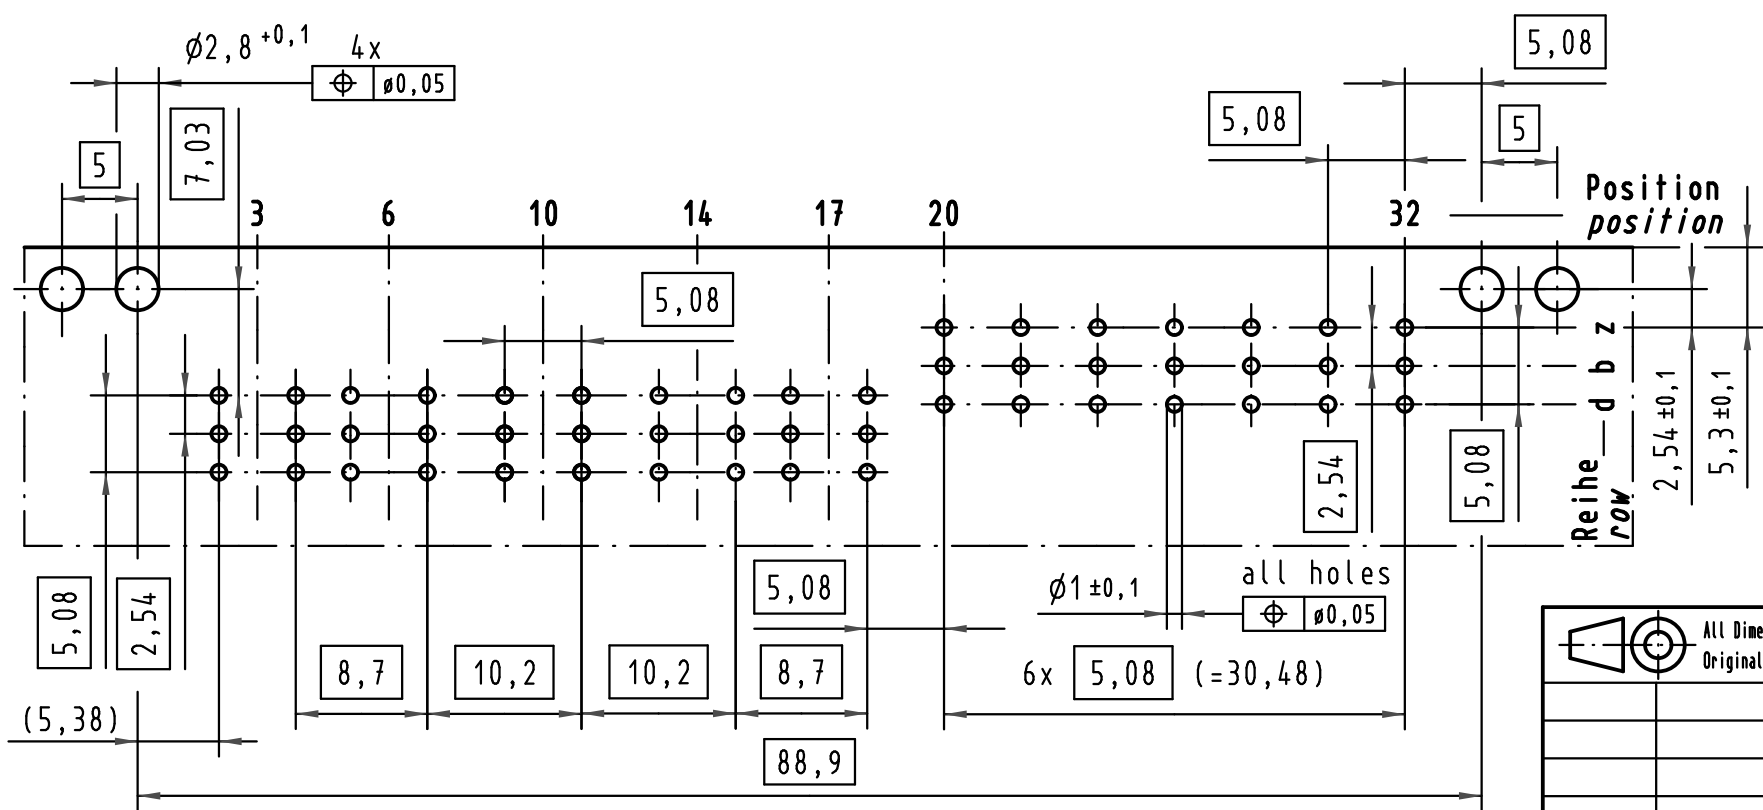 Ø2,8 +0,1 4x
ø0,05
5,08
5,08
5
7,03
5
Position
position
3 6 10 14 17 20 32
5,08
z
b
d
Reihe
row
2,54 ±0,1
5,3 ±0,1
2,54
5,08
5,08
2,54
5,08
Ø1 ±0,1
all holes
ø0,05
8,7
10,2
10,2
8,7
6x 5,08 (=30,48)
(5,38)
88,9
All Dime
Original